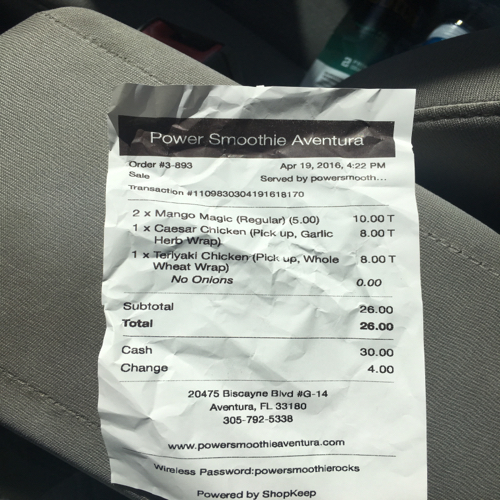 Power Smoothie Aventura
Order #3-893 Apr 19, 2016, 4:22 PM
Sale Served by powersmooth...
Transaction #1109830304191618170
2 x Mango Magic (Regular) (5.00) 10.00 T
1 x Caesar Chicken (Pick up, Garlic 8.00 T
Herb Wrap)
1 x Teriyaki Chicken (Pick up, Whole 8.00 T
Wheat Wrap)
No Onions 0.00
Subtotal 26.00
Total 26.00
Cash 30.00
Change 4.00
20475 Biscayne Blvd #G-14
Aventura, FL 33180
305-792-5338
www.powersmoothieaventura.com
Wireless Password:powersmoothierocks
Powered by ShopKeep